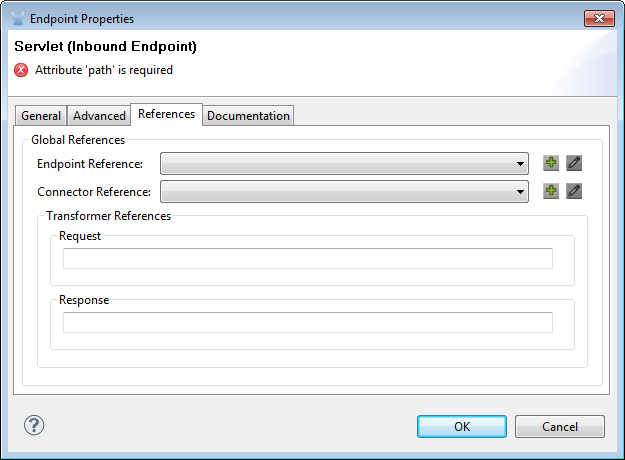 Endpoint Properties
Servlet (Inbound Endpoint)
Attribute 'path' is required
General Advanced References Documentation
Global References
Endpoint Reference:
Connector Reference:
Transformer References
Request
Response
? OK Cancel